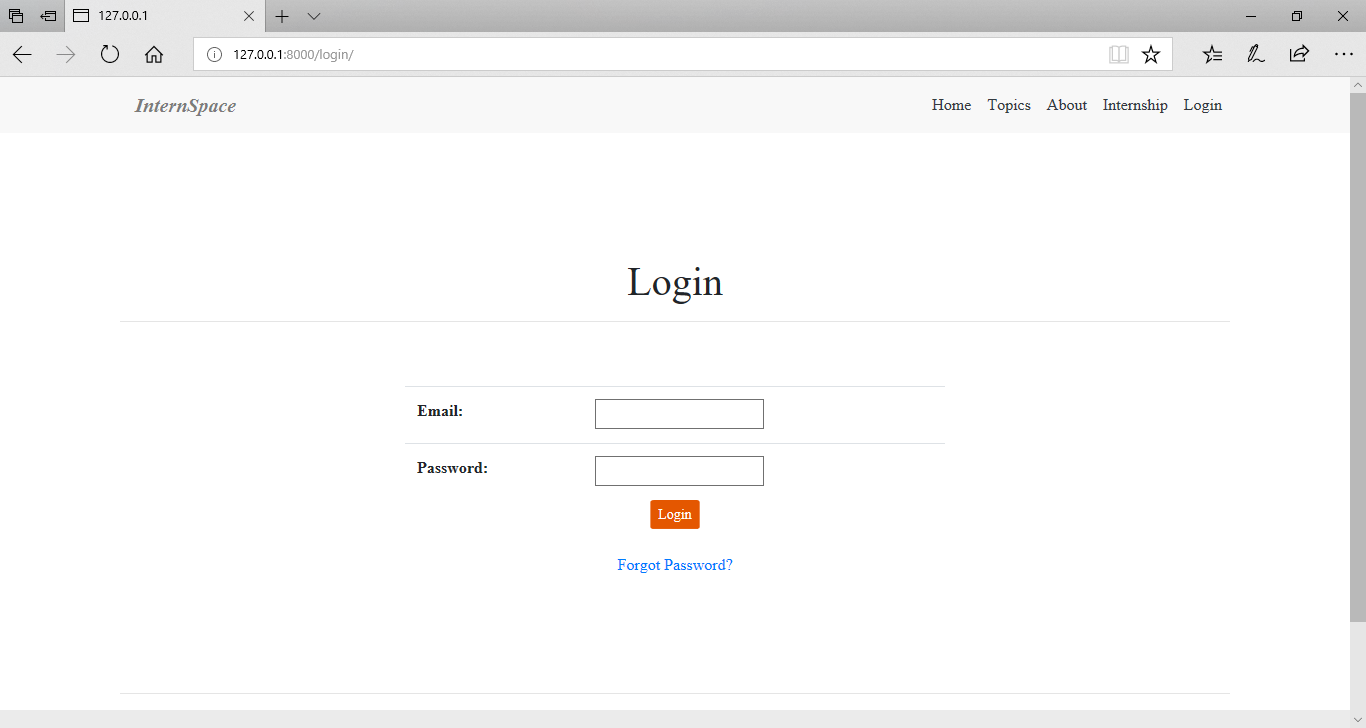 127.0.0.1
127.0.0.1:8000/login/
InternSpace Home Topics About Internship Login
Login
Email:
Password:
Login
Forgot Password?